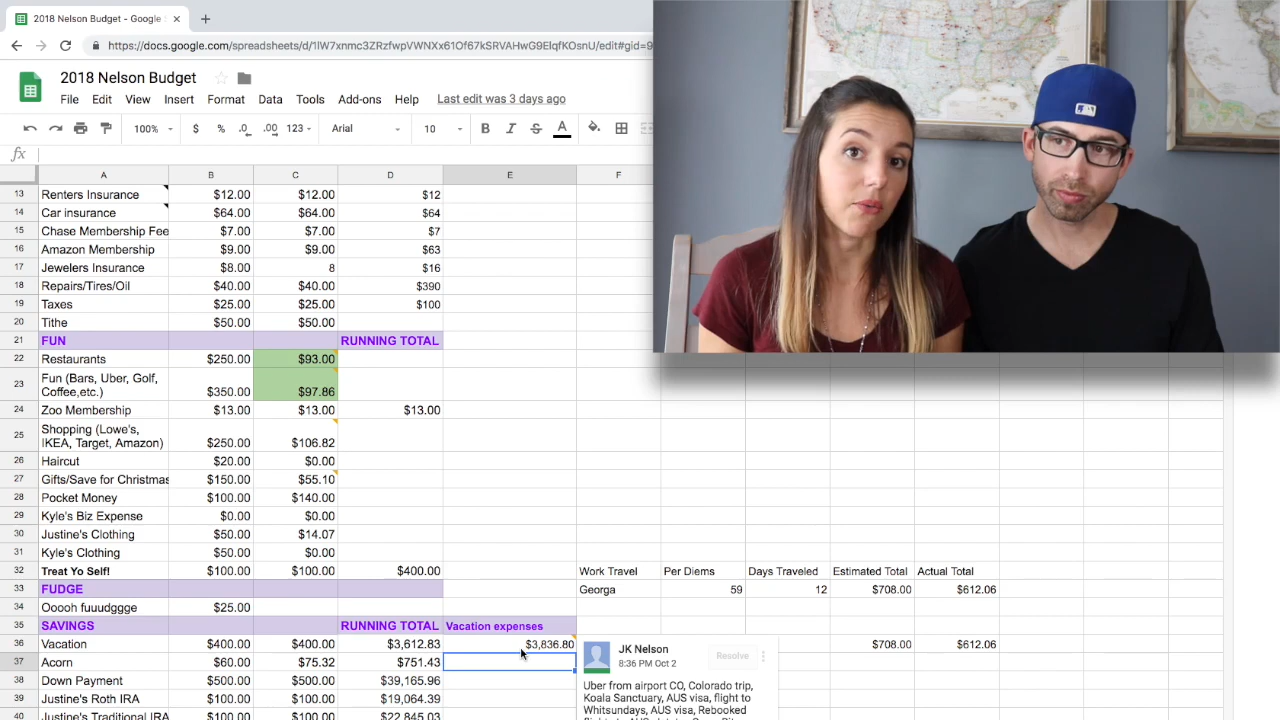 2018 Nelson Budget - Google
https://docs.google.com/spreadsheets/d/
2018 Nelson Budget
File Edit View Insert Format Data Tools Add-ons Help Last edit was 3 days ago
100% $ % .0 .00 123 Arial 10 B I S A
fx
A B C D E F
13 Renters Insurance $12.00 $12.00 $12
14 Car insurance $64.00 $64.00 $64
15 Chase Membership Fee $7.00 $7.00 $7
16 Amazon Membership $9.00 $9.00 $63
17 Jewelers Insurance $8.00 8 $16
18 Repairs/Tires/Oil $40.00 $40.00 $390
19 Taxes $25.00 $25.00 $100
20 Tithe $50.00 $50.00
21 FUN RUNNING TOTAL
22 Restaurants $250.00 $93.00
Fun (Bars, Uber, Golf,
23 Coffee,etc.) $350.00 $97.86
24 Zoo Membership $13.00 $13.00 $13.00
Shopping (Lowe's,
25 IKEA, Target, Amazon) $250.00 $106.82
26 Haircut $20.00 $0.00
27 Gifts/Save for Christmas $150.00 $55.10
28 Pocket Money $100.00 $140.00
29 Kyle's Biz Expense $0.00 $0.00
30 Justine's Clothing $50.00 $14.07
31 Kyle's Clothing $50.00 $0.00
32 Treat Yo Self! $100.00 $100.00 $400.00 Work Travel Per Diems Days Traveled Estimated Total Actual Total
33 FUDGE Georga 59 12 $708.00 $612.06
34 Ooooh fuuudggge $25.00
35 SAVINGS RUNNING TOTAL Vacation expenses
36 Vacation $400.00 $400.00 $3,612.83 $3,836.80 $708.00 $612.06
37 Acorn $60.00 $75.32 $751.43
38 Down Payment $500.00 $500.00 $39,165.96
39 Justine's Roth IRA $100.00 $100.00 $19,064.39
40 Justine's Traditional IRA $100.00 $100.00 $22,845.03
JK Nelson
8:36 PM Oct 2
Resolve
Uber from airport CO, Colorado trip,
Koala Sanctuary, AUS visa, flight to
Whitsundays, AUS visa, Rebooked